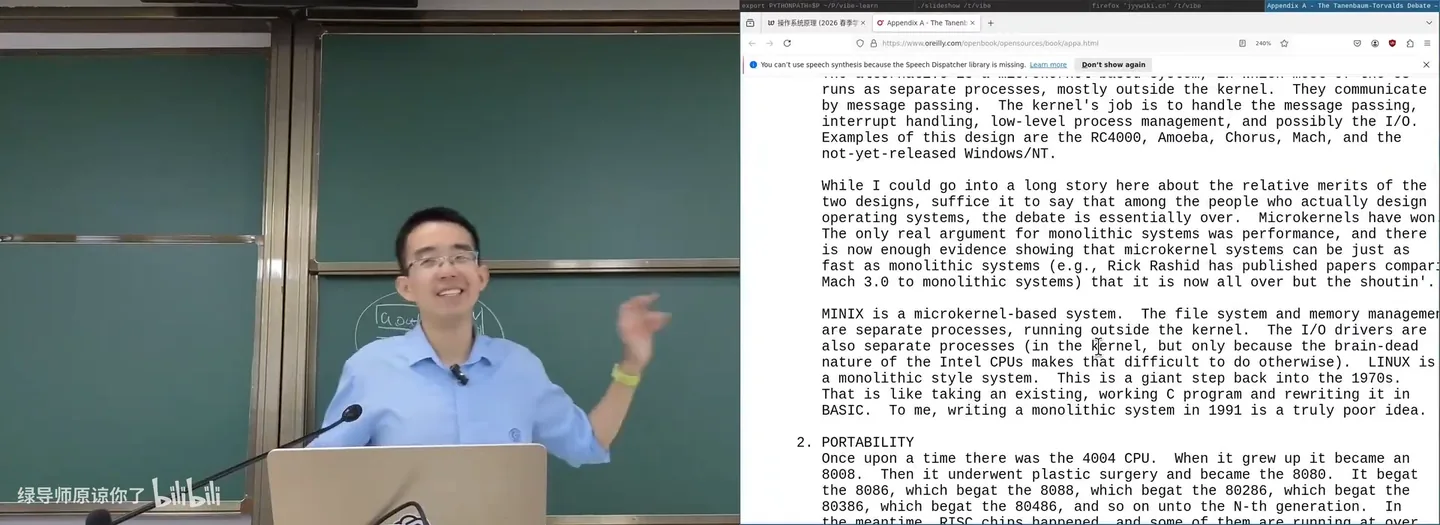 export PYTHONPATH=$P ~/P/vibe-learn
./slideshow /t/vibe
firefox 'jyywiki.cn' /t/vibe
Appendix A - The Tanenbaum-Torvalds Debate -
操作系统原理 (2026 春季学
Appendix A - The Tanenb
https://www.oreilly.com/openbook/opensources/book/appa.html
240%
You can't use speech synthesis because the Speech Dispatcher library is missing. Learn more Don't show again
runs as separate processes, mostly outside the kernel. They communicate
by message passing. The kernel's job is to handle the message passing,
interrupt handling, low-level process management, and possibly the I/O.
Examples of this design are the RC4000, Amoeba, Chorus, Mach, and the
not-yet-released Windows/NT.
While I could go into a long story here about the relative merits of the
two designs, suffice it to say that among the people who actually design
operating systems, the debate is essentially over. Microkernels have won.
The only real argument for monolithic systems was performance, and there
is now enough evidence showing that microkernel systems can be just as
fast as monolithic systems (e.g., Rick Rashid has published papers compari
Mach 3.0 to monolithic systems) that it is now all over but the shoutin'.
MINIX is a microkernel-based system. The file system and memory managemen
are separate processes, running outside the kernel. The I/O drivers are
also separate processes (in the kernel, but only because the brain-dead
nature of the Intel CPUs makes that difficult to do otherwise). LINUX is
a monolithic style system. This is a giant step back into the 1970s.
That is like taking an existing, working C program and rewriting it in
BASIC. To me, writing a monolithic system in 1991 is a truly poor idea.
2. PORTABILITY
Once upon a time there was the 4004 CPU. When it grew up it became an
8008. Then it underwent plastic surgery and became the 8080. It begat
the 8086, which begat the 8088, which begat the 80286, which begat the
80386, which begat the 80486, and so on unto the N-th generation. In
the meantime, RISC chips happened, and some of them are running at over
绿导师原谅你了 bilibili